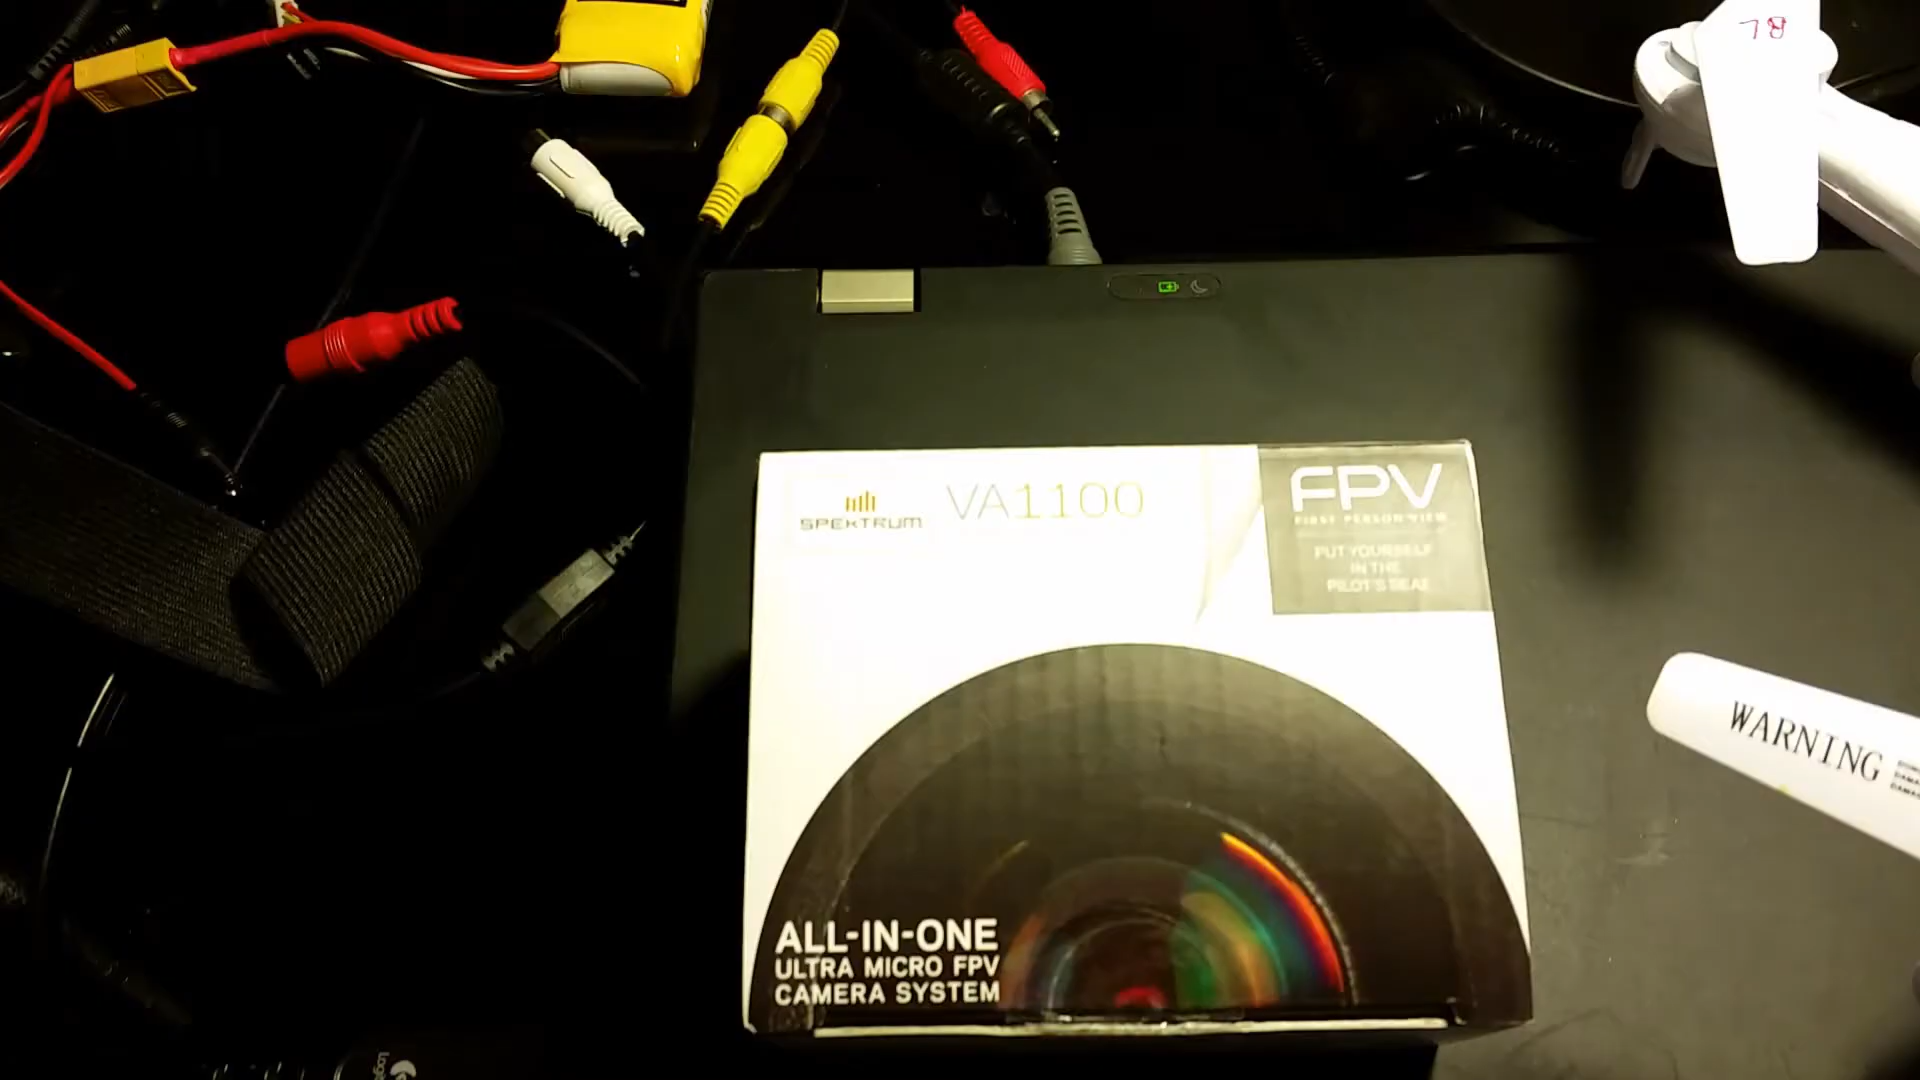 SPEKTRUM
VA1100
FPV
FIRST PERSON VIEW
PUT YOURSELF
IN THE
PILOT'S SEAT
WARNING
ALL-IN-ONE
ULTRA MICRO FPV
CAMERA SYSTEM